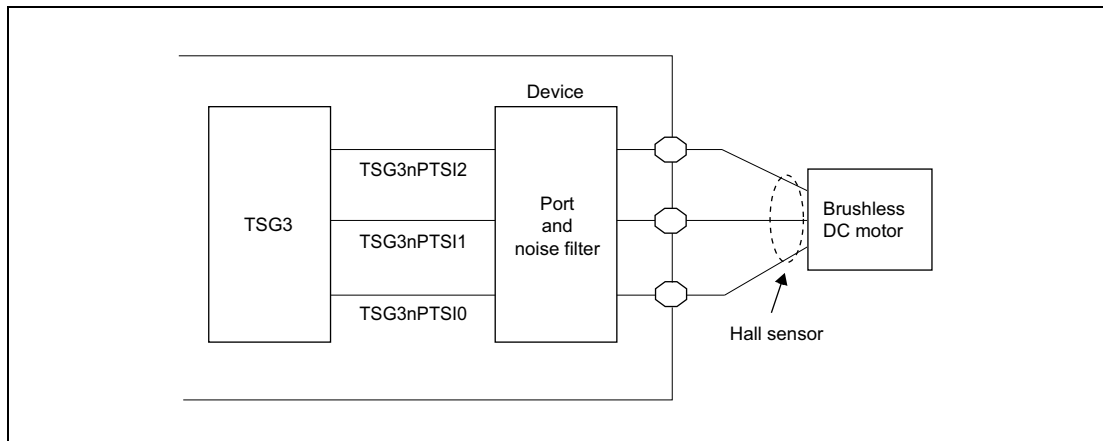 Device
TSG3
TSG3nPTSI2
TSG3nPTSI1
TSG3nPTSI0
Port
and
noise filter
Brushless
DC motor
Hall sensor